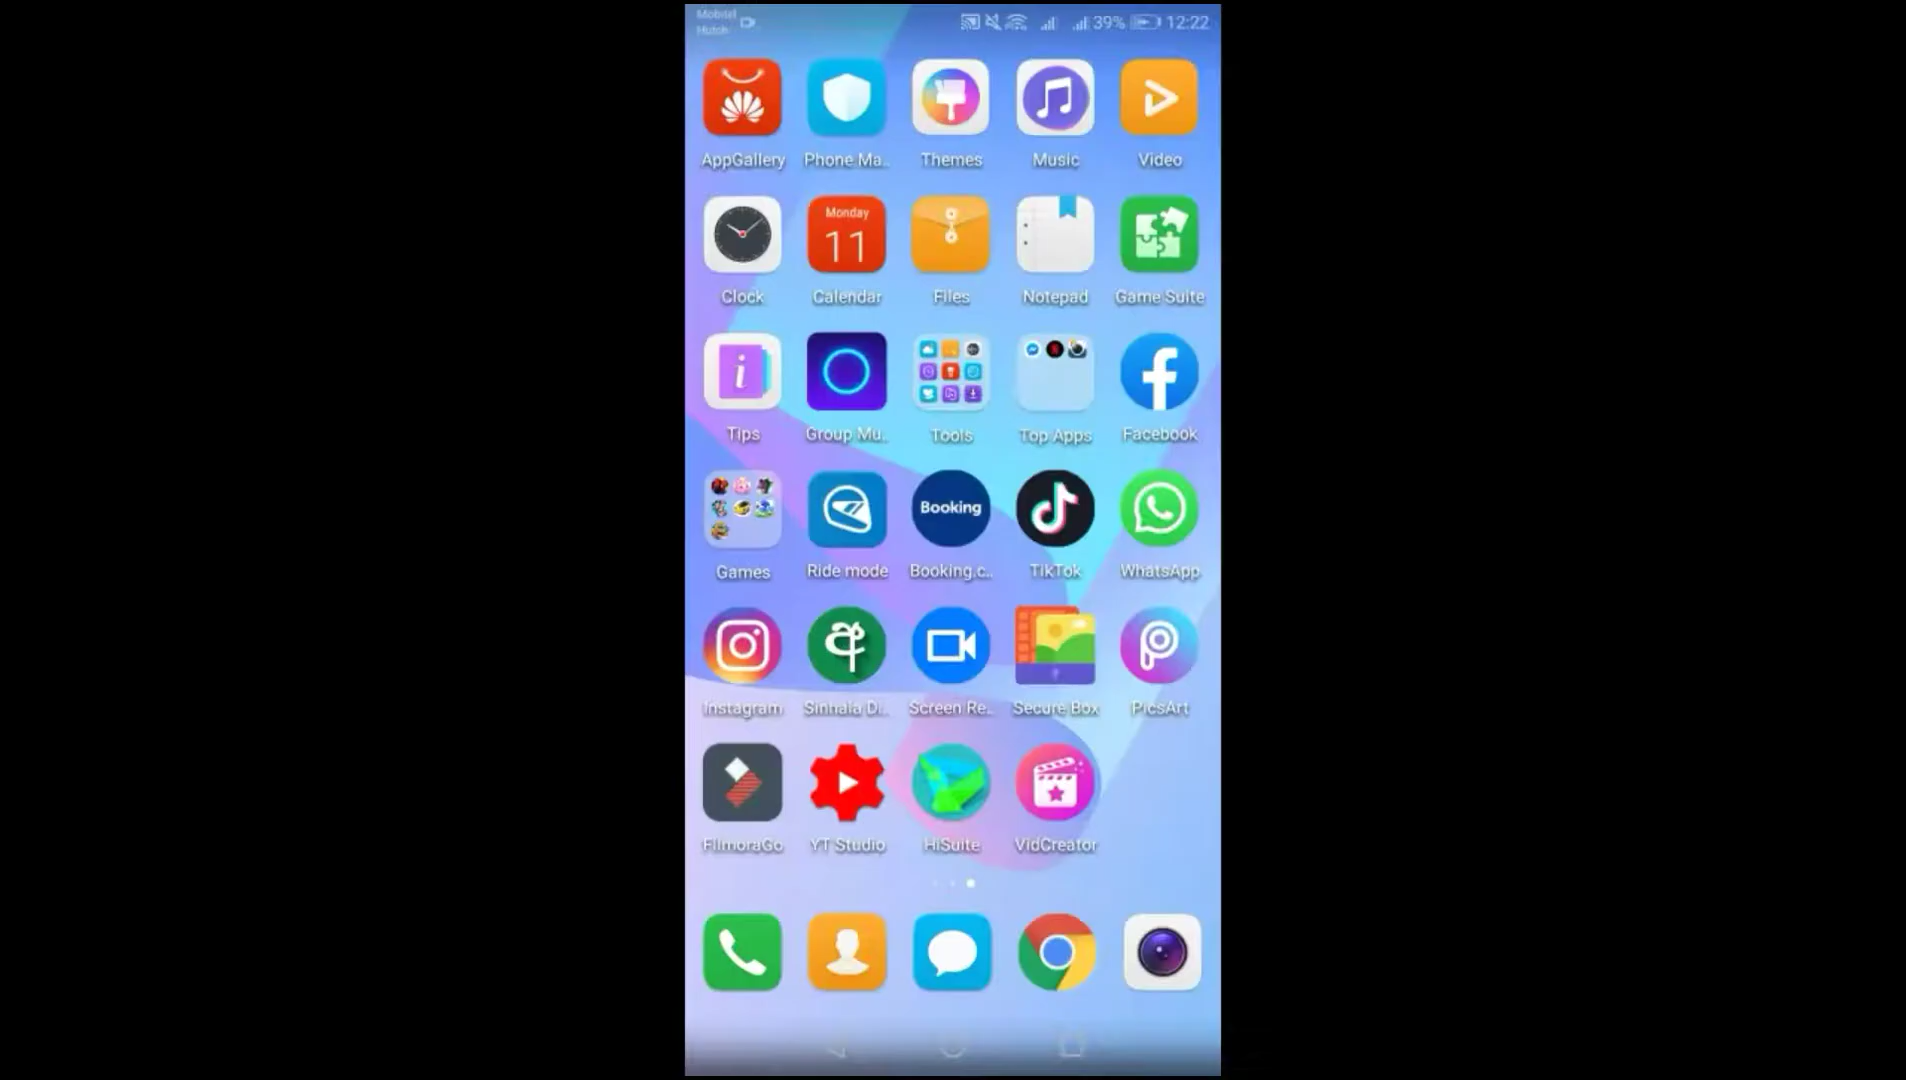 Mobitel
Hutch
39% 12:22
AppGallery Phone Ma.. Themes Music Video
Monday
11
Clock Calendar Files Notepad Game Suite
Tips Group Mu.. Tools Top Apps Facebook
Booking
Games Ride mode Booking.c.. TikTok WhatsApp
අ
Instagram Sinhala Di.. Screen Re.. Secure Box PicsArt
FilmoraGo YT Studio HiSuite VidCreator